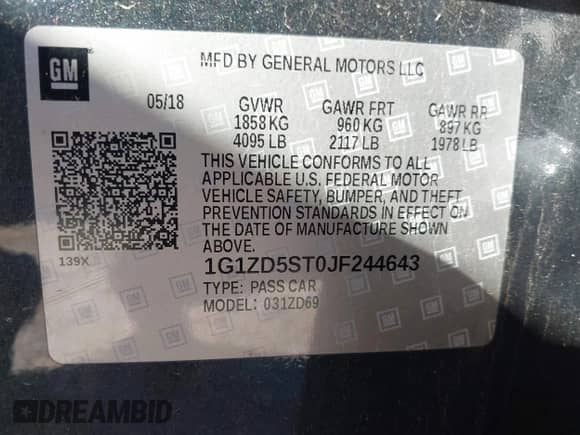 GM
MFD BY GENERAL MOTORS LLC
05/18 GVWR GAWR FRT GAWR RR
1858 KG 960 KG 897 KG
4095 LB 2117 LB 1978 LB
THIS VEHICLE CONFORMS TO ALL
APPLICABLE U.S. FEDERAL MOTOR
VEHICLE SAFETY, BUMPER, AND THEFT
PREVENTION STANDARDS IN EFFECT ON
THE DATE OF MANUFACTURE SHOWN
ABOVE.
139X
1G1ZD5ST0JF244643
TYPE: PASS CAR
MODEL: 031ZD69
DREAMBID